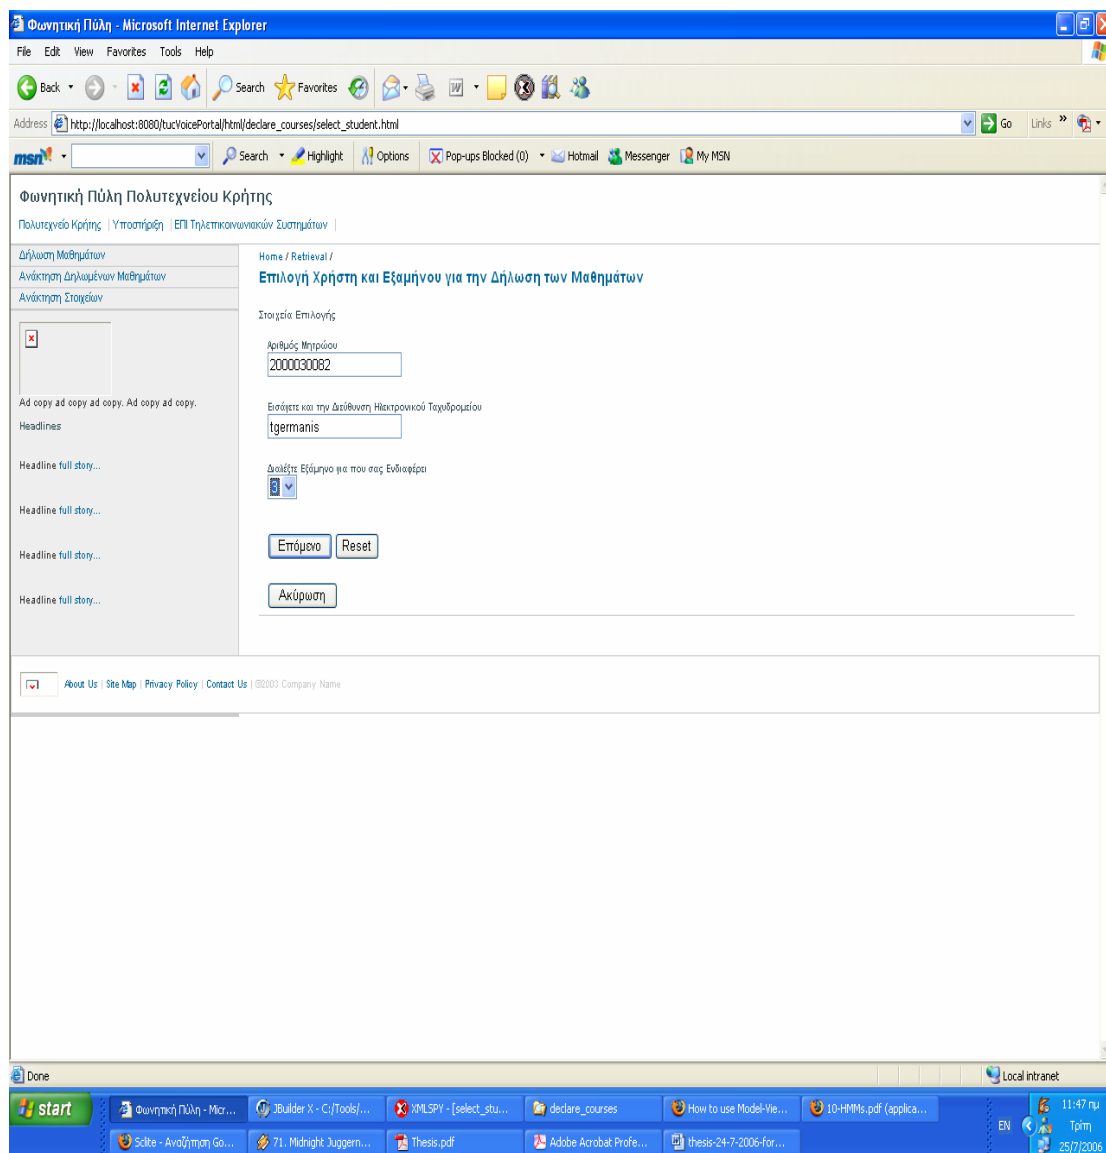 Φωνητική Πύλη - Microsoft Internet Explorer
File Edit View Favorites Tools Help
Back Search Favorites
Address http://localhost:8080/tucVoicePortal/html/declare_courses/select_student.html Go Links »
msn Search Highlight Options Pop-ups Blocked (0) Hotmail Messenger My MSN
Φωνητική Πύλη Πολυτεχνείου Κρήτης
Πολυτεχνείο Κρήτης | Υποστήριξη | ΕΠΙ Τηλεπικοινωνιακών Συστημάτων |
Δήλωση Μαθημάτων
Ανάκτηση Δηλωμένων Μαθημάτων
Ανάκτηση Στοιχείων
Ad copy ad copy ad copy. Ad copy ad copy.
Headlines
Headline full story...
Headline full story...
Headline full story...
Headline full story...
Home / Retrieval /
Επιλογή Χρήστη και Εξαμήνου για την Δήλωση των Μαθημάτων
Στοιχεία Επιλογής
Αριθμός Μητρώου
2000030082
Εισάγετε και την Διεύθυνση Ηλεκτρονικού Ταχυδρομείου
tgermanis
Διαλέξτε Εξάμηνο για που σας Ενδιαφέρει
3
Επόμενο Reset
Ακύρωση
About Us | Site Map | Privacy Policy | Contact Us | ©2003 Company Name
Done Local intranet
start Φωνητική Πύλη - Micr... JBuilder X - C:/Tools/... XMLSPY - [select_stu... declare_courses How to use Model-Vie... 10-HMMs.pdf (applica... 11:47 πμ
Sclite - Αναζήτηση Go... 71. Midnight Juggern... Thesis.pdf Adobe Acrobat Profe... thesis-24-7-2006-for... EN Τρίτη
25/7/2006